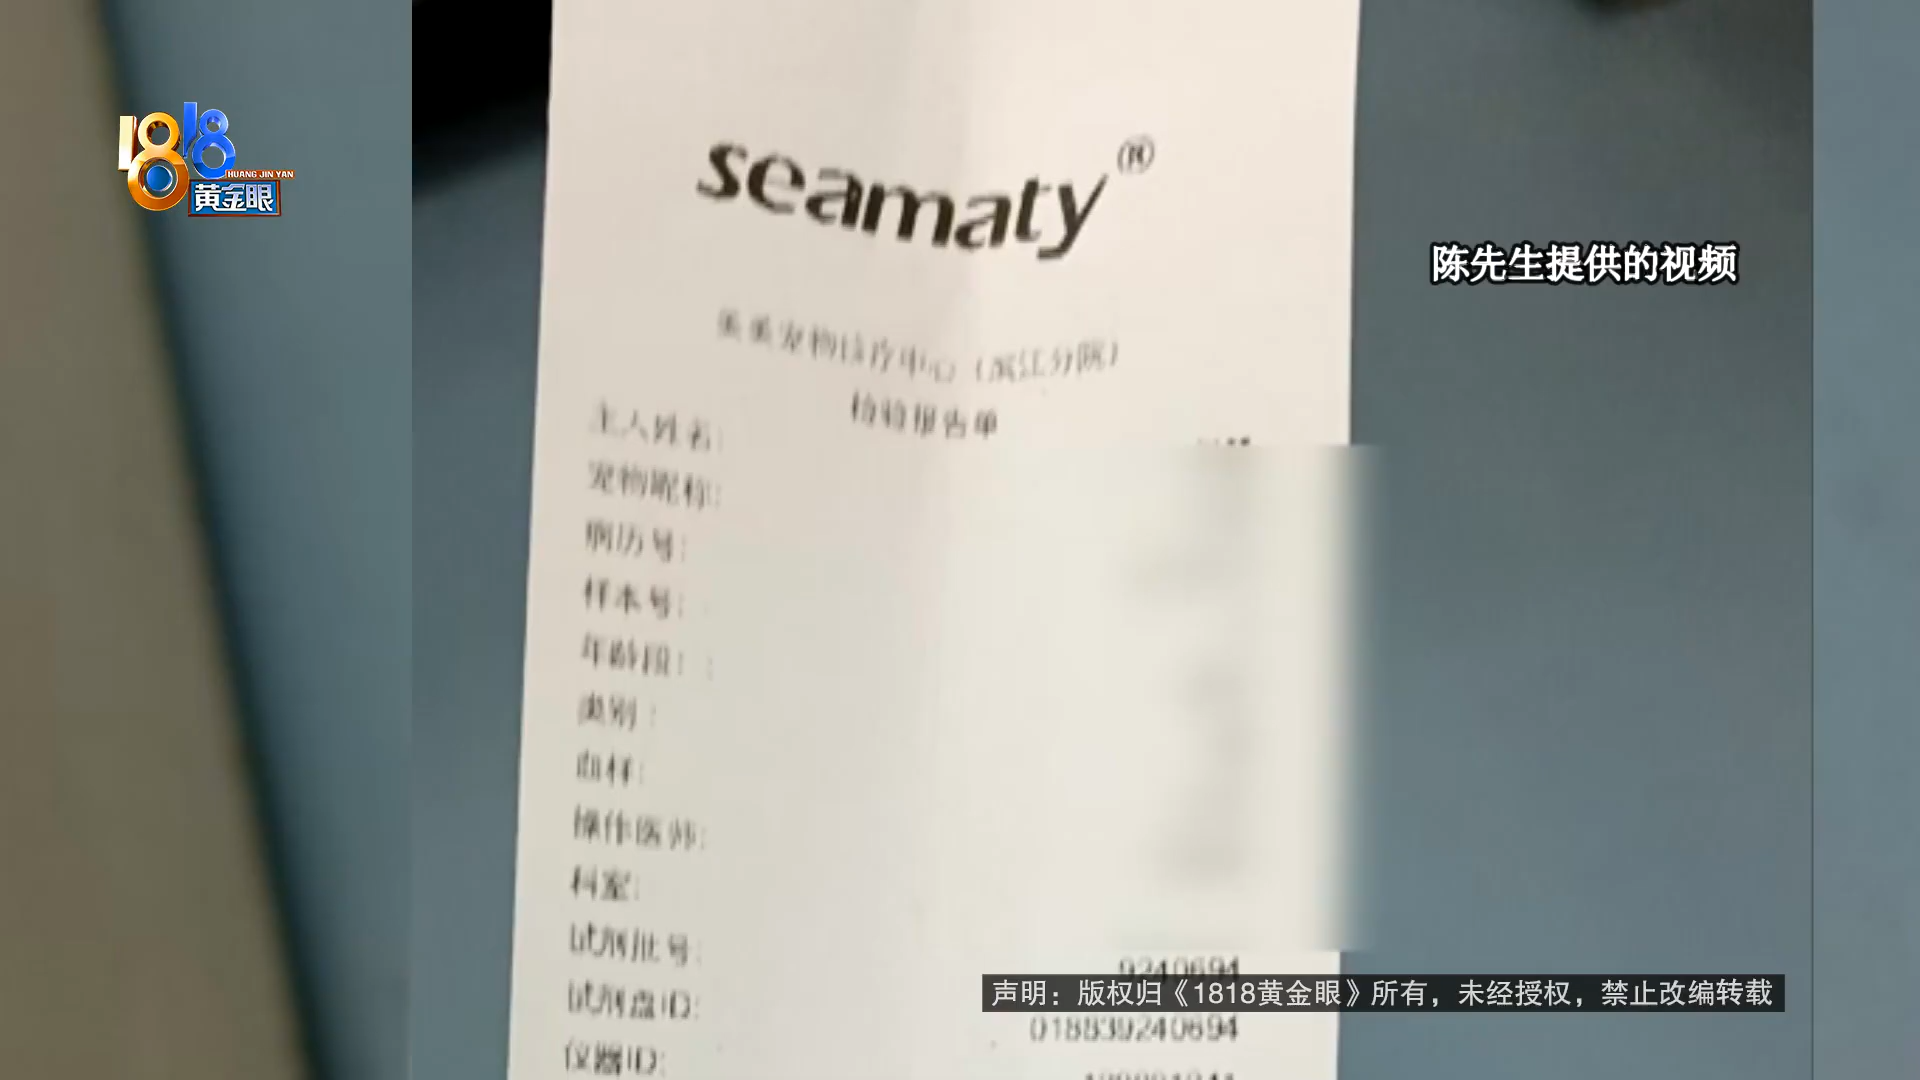 1818
HUANG JIN YAN
黄金眼
陈先生提供的视频
seamaty®
美美宠物诊疗中心（滨江分院）
检验报告单
主人姓名:
宠物昵称:
病历号:
样本号:
年龄段:
类别:
血样:
操作医师:
科室:
试剂批号: 9240694
试剂盘ID: 018839240694
仪器ID:
声明：版权归《1818黄金眼》所有，未经授权，禁止改编转载